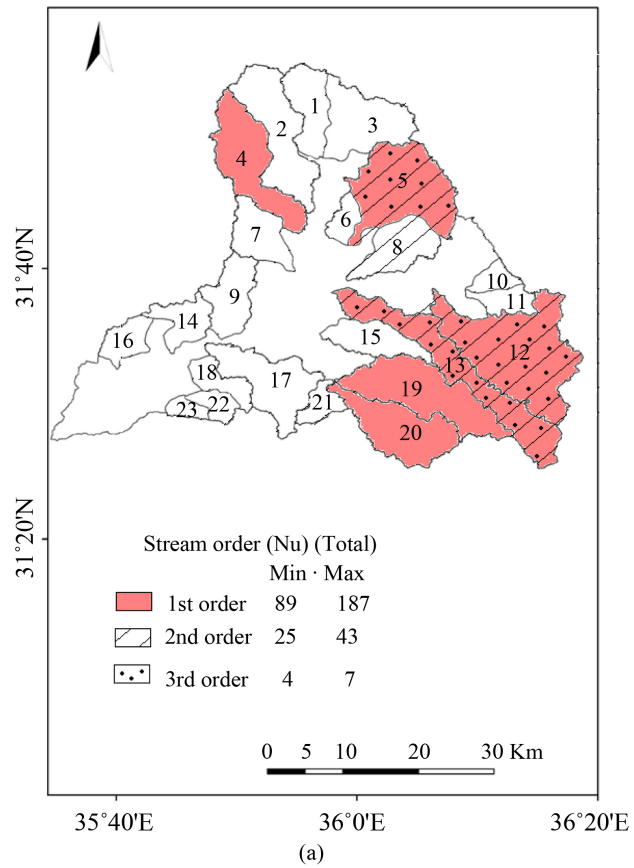 1
2
3
4
5
6
7
8
9
10
11
12
13
14
15
16
17
18
19
20
21
22
23
31°40'N
31°20'N
Stream order (Nu) (Total)
Min · Max
1st order 89 187
2nd order 25 43
3rd order 4 7
0 5 10 20 30 Km
35°40'E 36°0'E 36°20'E
(a)